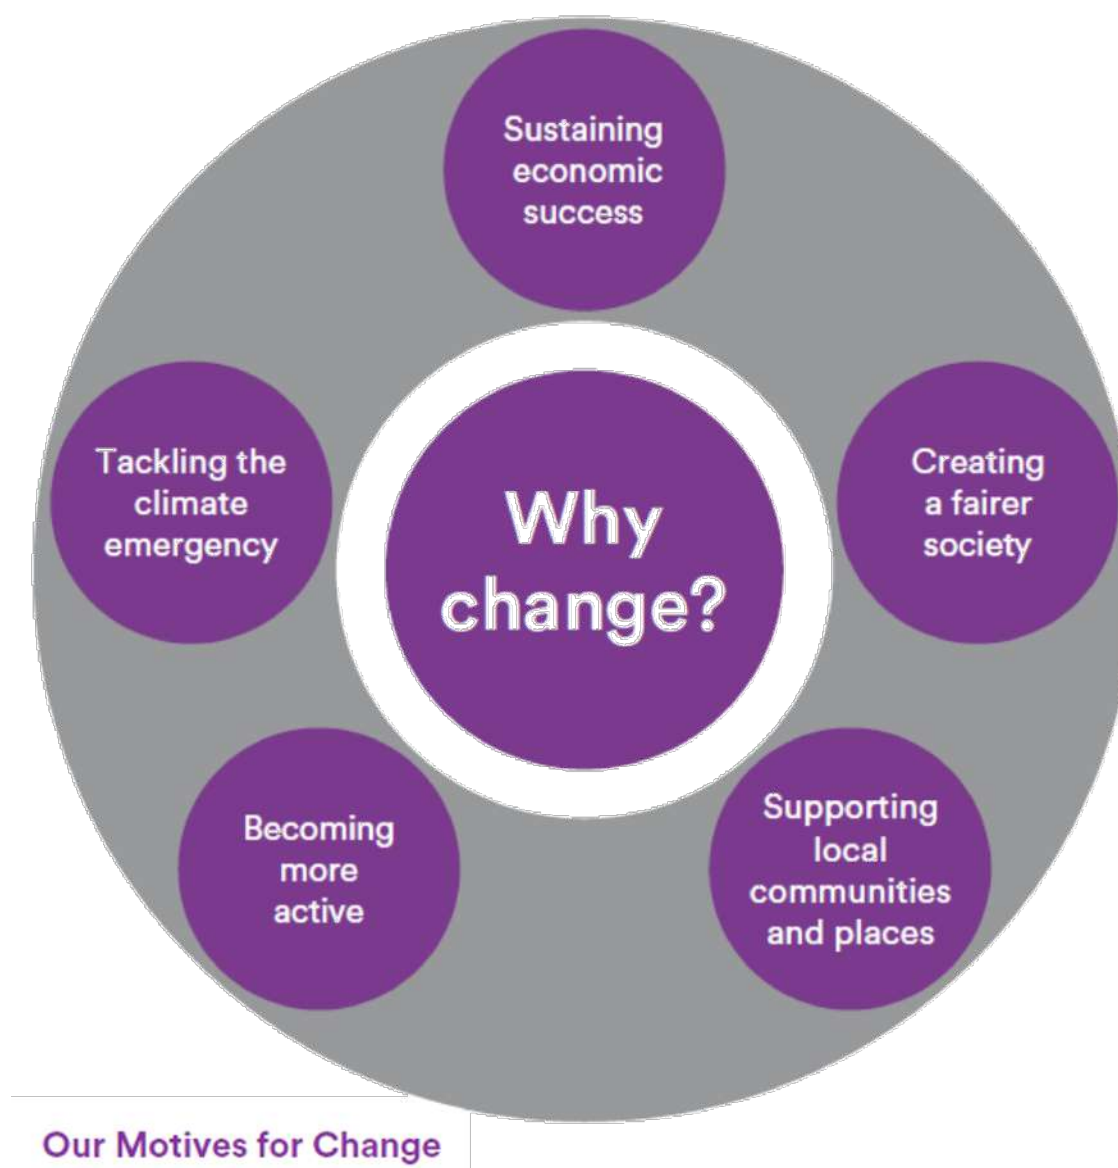 Sustaining
economic
success
Tackling the
climate
emergency
Why
change?
Creating
a fairer
society
Becoming
more
active
Supporting
local
communities
and places
Our Motives for Change